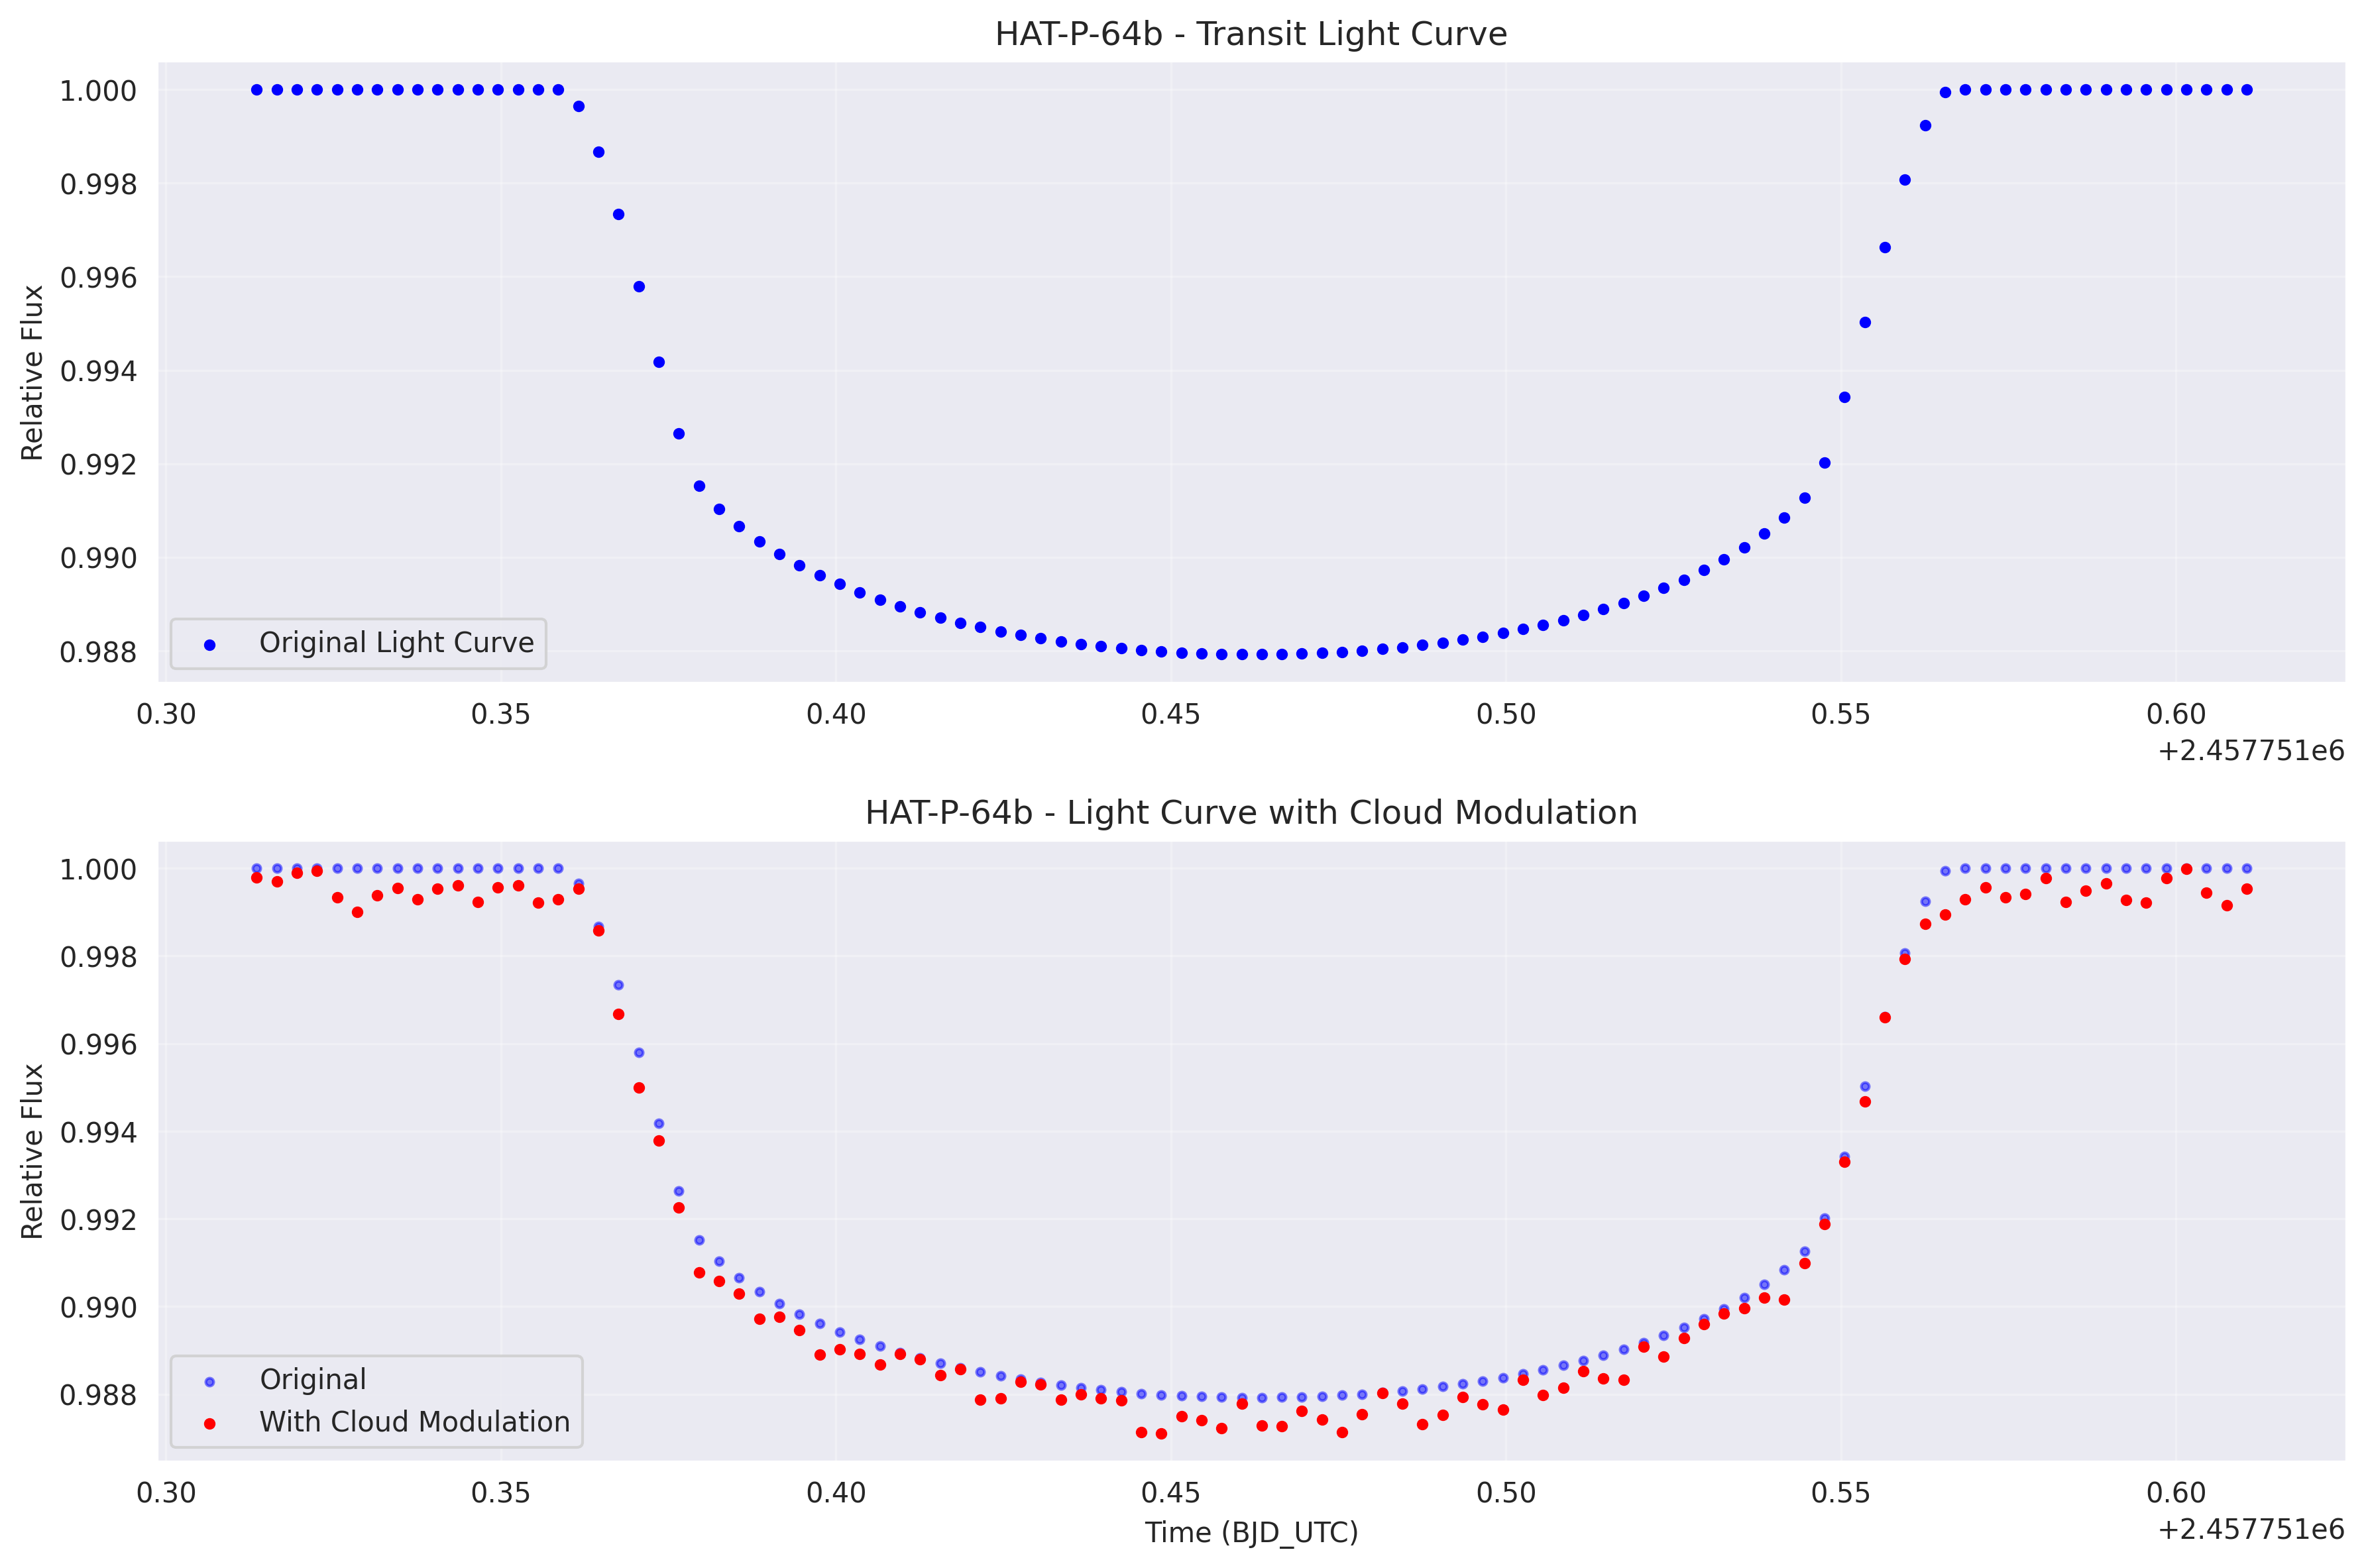 HAT-P-64b - Transit Light Curve
Relative Flux
1.000
0.998
0.996
0.994
0.992
0.990
0.988
Original Light Curve
0.30 0.35 0.40 0.45 0.50 0.55 0.60
+2.457751e6
HAT-P-64b - Light Curve with Cloud Modulation
Relative Flux
1.000
0.998
0.996
0.994
0.992
0.990
0.988
Original
With Cloud Modulation
0.30 0.35 0.40 0.45 0.50 0.55 0.60
Time (BJD_UTC)
+2.457751e6